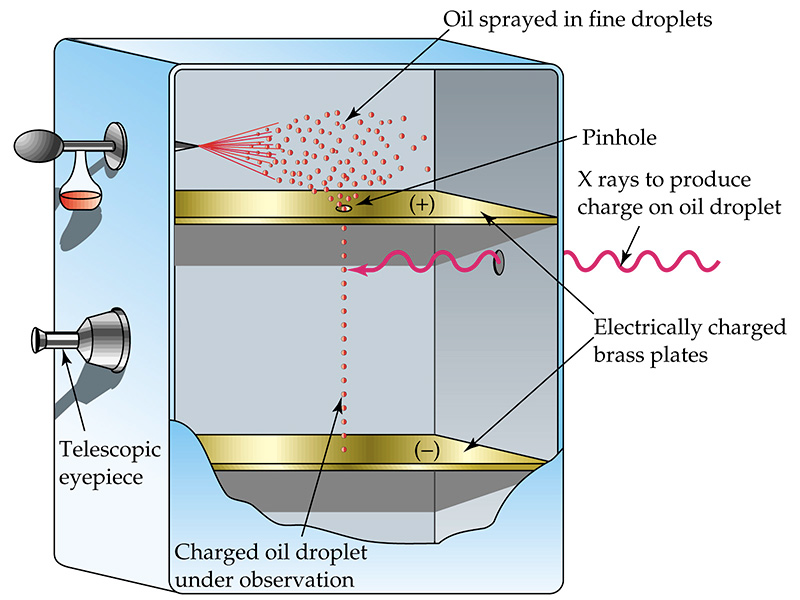 Oil sprayed in fine droplets
Pinhole
X rays to produce
charge on oil droplet
(+)
Electrically charged
brass plates
(−)
Telescopic
eyepiece
Charged oil droplet
under observation